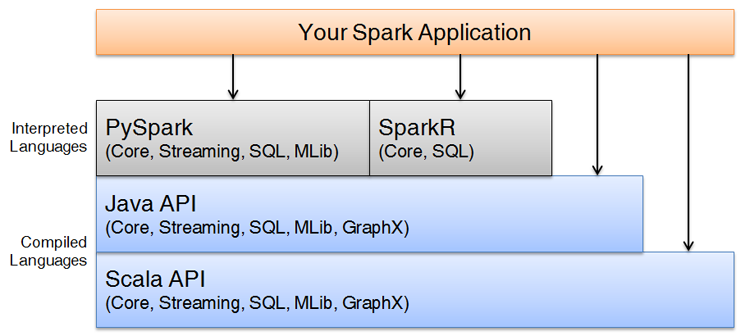 Your Spark Application
Interpreted
Languages
PySpark
(Core, Streaming, SQL, MLib)
SparkR
(Core, SQL)
Compiled
Languages
Java API
(Core, Streaming, SQL, MLib, GraphX)
Scala API
(Core, Streaming, SQL, MLib, GraphX)